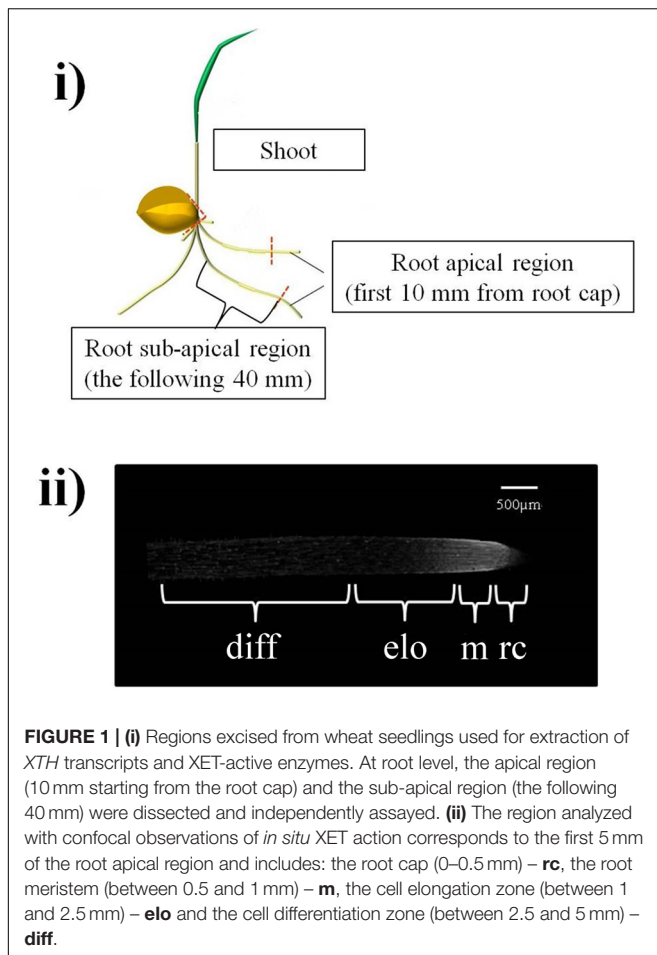 i)
Shoot
Root apical region
(first 10 mm from root cap)
Root sub-apical region
(the following 40 mm)
ii)
500µm
diff elo m rc
FIGURE 1 | (i) Regions excised from wheat seedlings used for extraction of
XTH transcripts and XET-active enzymes. At root level, the apical region
(10 mm starting from the root cap) and the sub-apical region (the following
40 mm) were dissected and independently assayed. (ii) The region analyzed
with confocal observations of in situ XET action corresponds to the first 5 mm
of the root apical region and includes: the root cap (0–0.5 mm) – rc, the root
meristem (between 0.5 and 1 mm) – m, the cell elongation zone (between 1
and 2.5 mm) – elo and the cell differentiation zone (between 2.5 and 5 mm) –
diff.